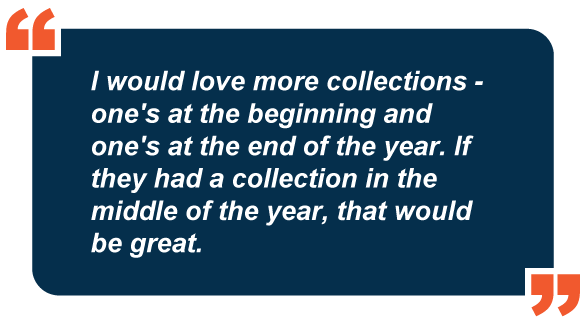 I would love more collections -
one's at the beginning and
one's at the end of the year. If
they had a collection in the
middle of the year, that would
be great.